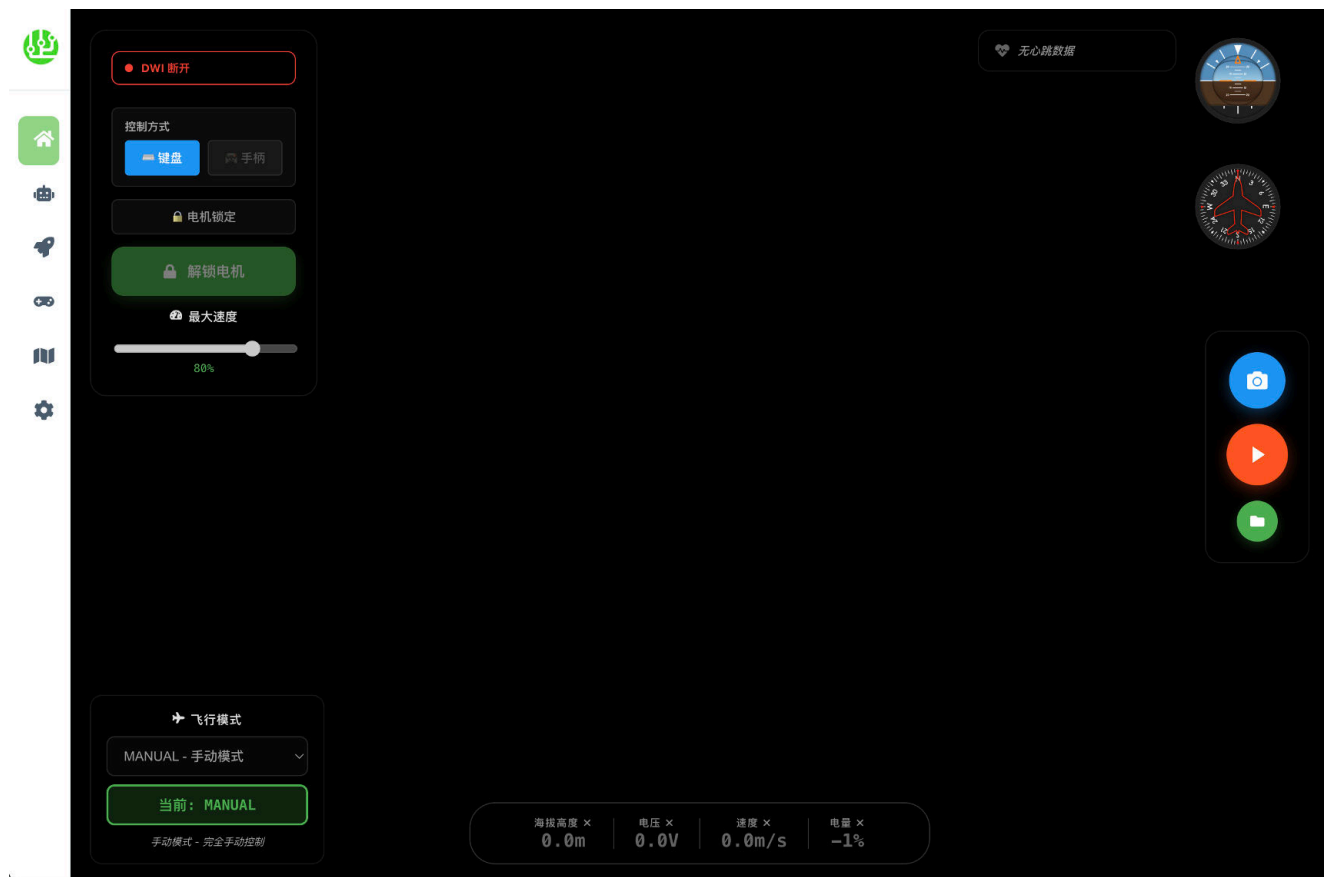 DWI 断开
控制方式
键盘
手柄
电机锁定
解锁电机
最大速度
80%
无心跳数据
飞行模式
MANUAL - 手动模式
当前: MANUAL
手动模式 - 完全手动控制
海拔高度 × 电压 × 速度 × 电量 ×
0.0m 0.0V 0.0m/s -1%